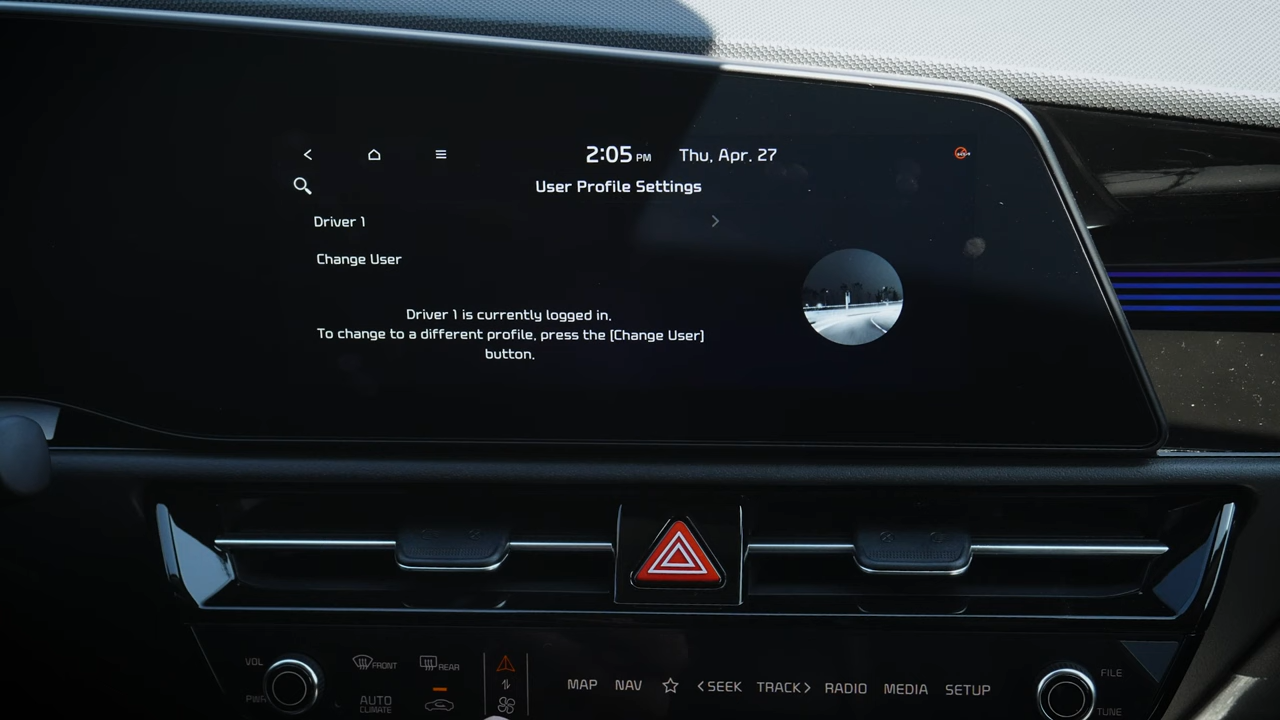 2:05 PM Thu, Apr. 27
User Profile Settings
Driver 1
Change User
Driver 1 is currently logged in.
To change to a different profile, press the [Change User]
button.
VOL
FRONT
REAR
PWR
AUTO
CLIMATE
MAP NAV SEEK TRACK RADIO MEDIA SETUP
FILE
TUNE